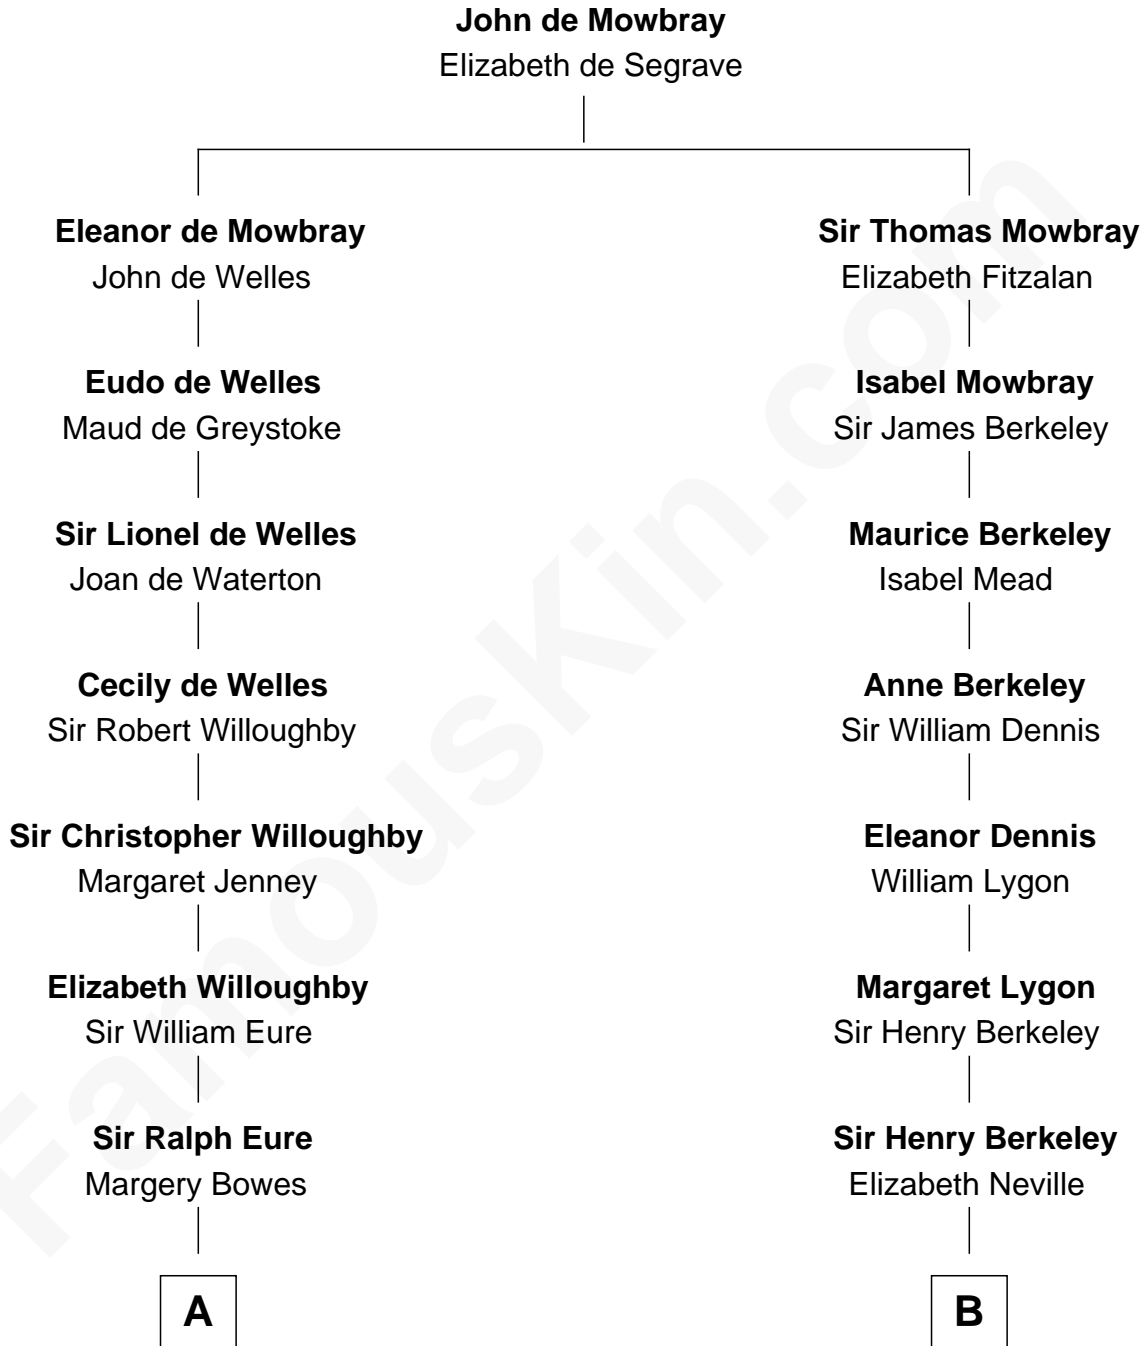 John de Mowbray
Elizabeth de Segrave
Eleanor de Mowbray
John de Welles
Sir Thomas Mowbray
Elizabeth Fitzalan
Eudo de Welles
Maud de Greystoke
Isabel Mowbray
Sir James Berkeley
Sir Lionel de Welles
Joan de Waterton
Maurice Berkeley
Isabel Mead
Cecily de Welles
Sir Robert Willoughby
Anne Berkeley
Sir William Dennis
Sir Christopher Willoughby
Margaret Jenney
Eleanor Dennis
William Lygon
Elizabeth Willoughby
Sir William Eure
Margaret Lygon
Sir Henry Berkeley
Sir Ralph Eure
Margery Bowes
Sir Henry Berkeley
Elizabeth Neville
A
B
FamousKin.com